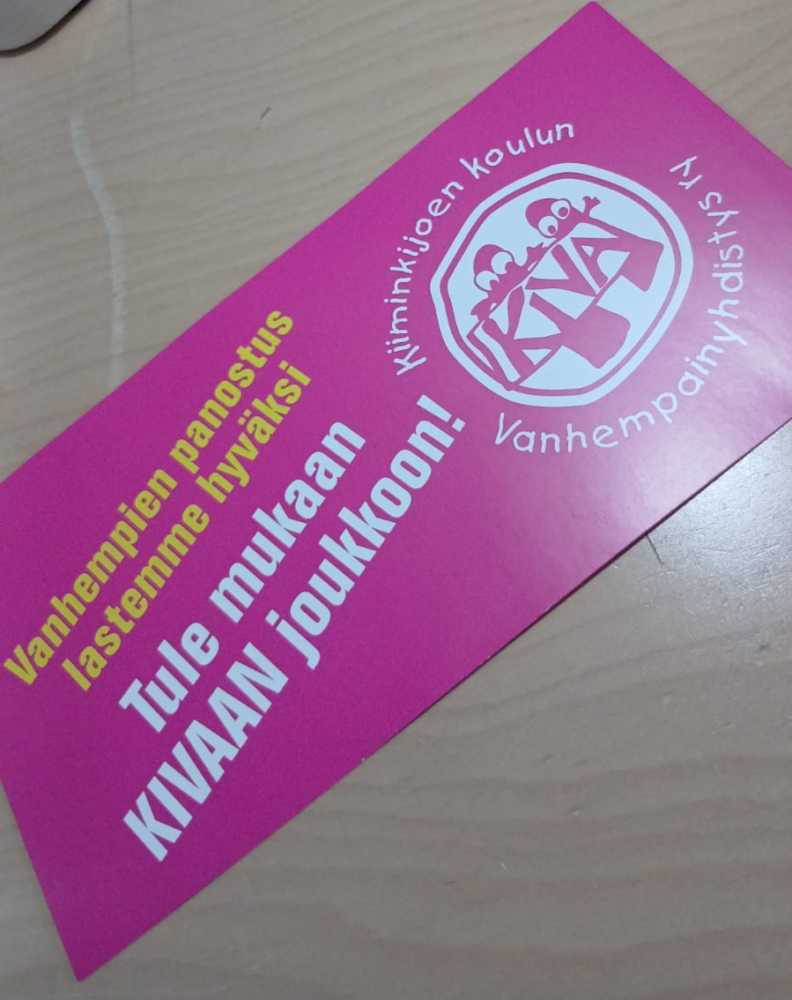 Kiiminkijoen koulun
KIVA
Vanhempainyhdistys ry
Vanhempien panostus
lastemme hyväksi
Tule mukaan
KIVAAN joukkoon!